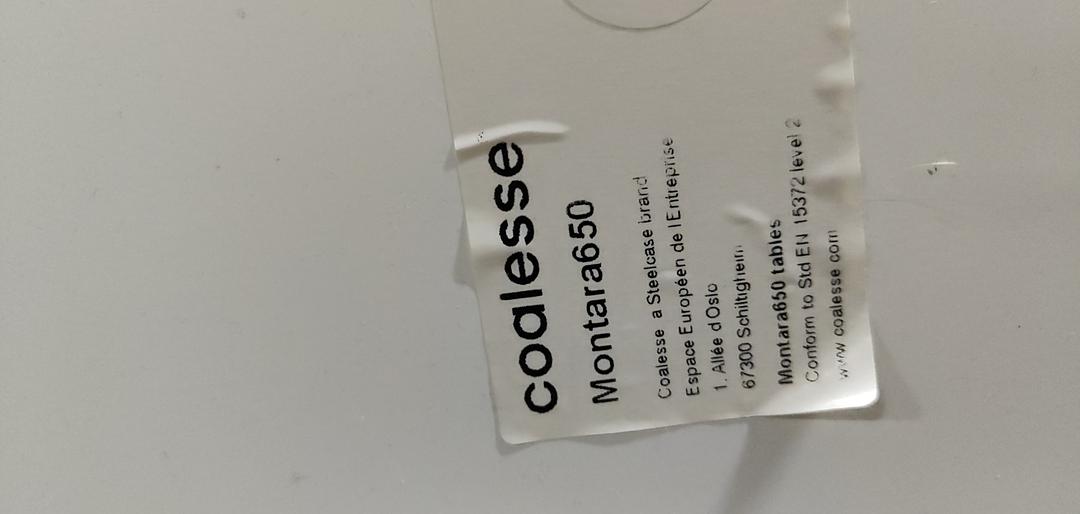 coalesse
Montara650
Coalesse a Steelcase brand
Espace Européen de l Entreprise
1. Allée d Oslo
67300 Schiltigheim
Montara650 tables
Conform to Std EN 15372 level 2
www coalesse com